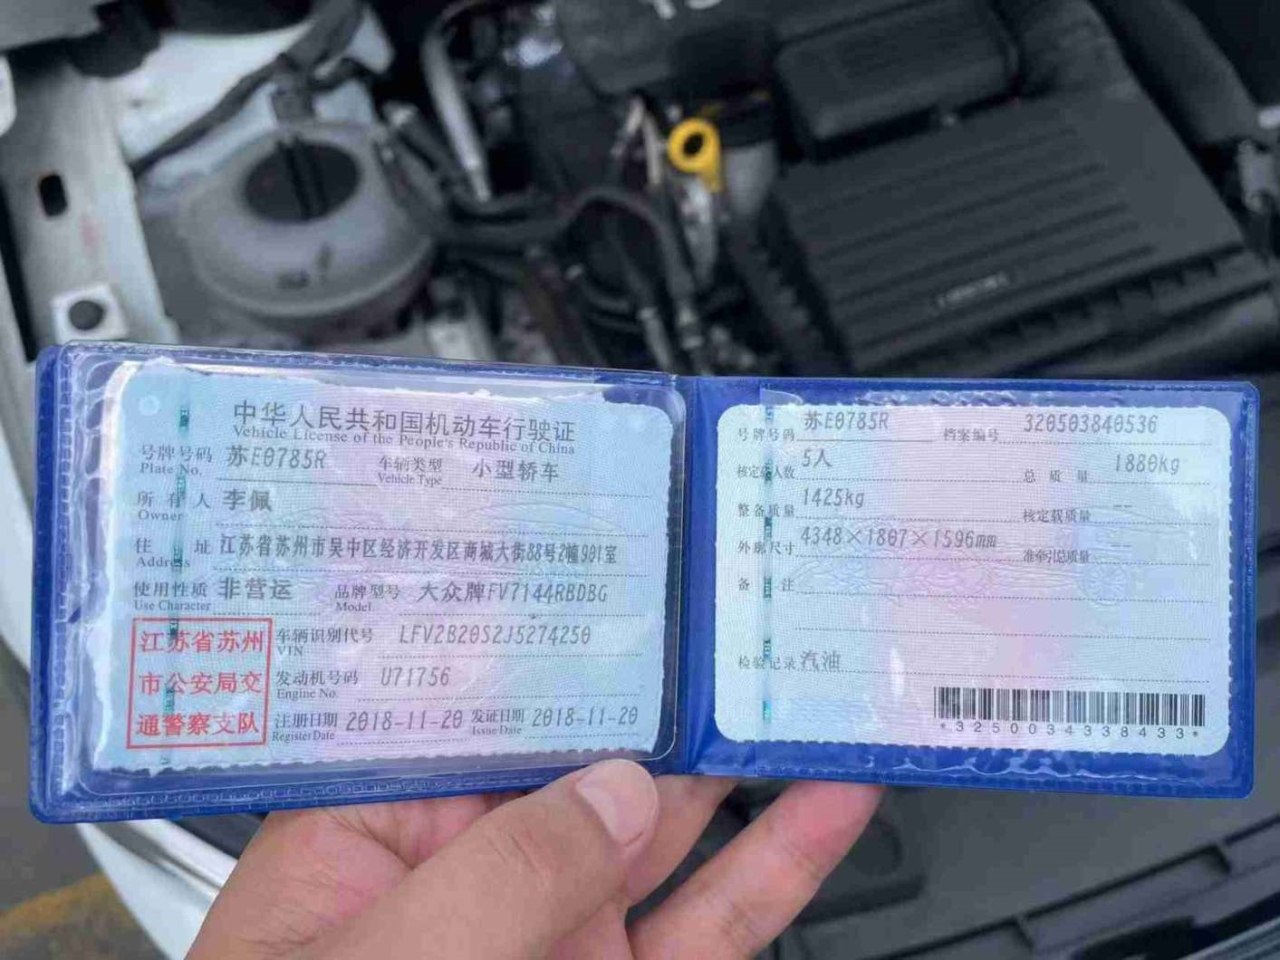 中华人民共和国机动车行驶证
Vehicle License of the People's Republic of China
号牌号码 苏E0785R 车辆类型 小型轿车
Plate No. Vehicle Type
所有人 李佩
Owner
住址 江苏省苏州市吴中区经济开发区商城大街88号2幢901室
Address
使用性质 非营运 品牌型号 大众牌FV7144RBDBG
Use Character Model
江苏省苏州
市公安局交
通警察支队
车辆识别代号 LFV2B20S2J5274250
VIN
发动机号码 U71756
Engine No.
注册日期 2018-11-20 发证日期 2018-11-20
Register Date Issue Date
号牌号码 苏E0785R 档案编号 320503840536
核定载人数 5人 总质量 1880kg
整备质量 1425kg 核定载质量 --
外廓尺寸 4348×1807×1596mm 准牵引总质量 --
备注
检验记录 汽油
*3250034338433*